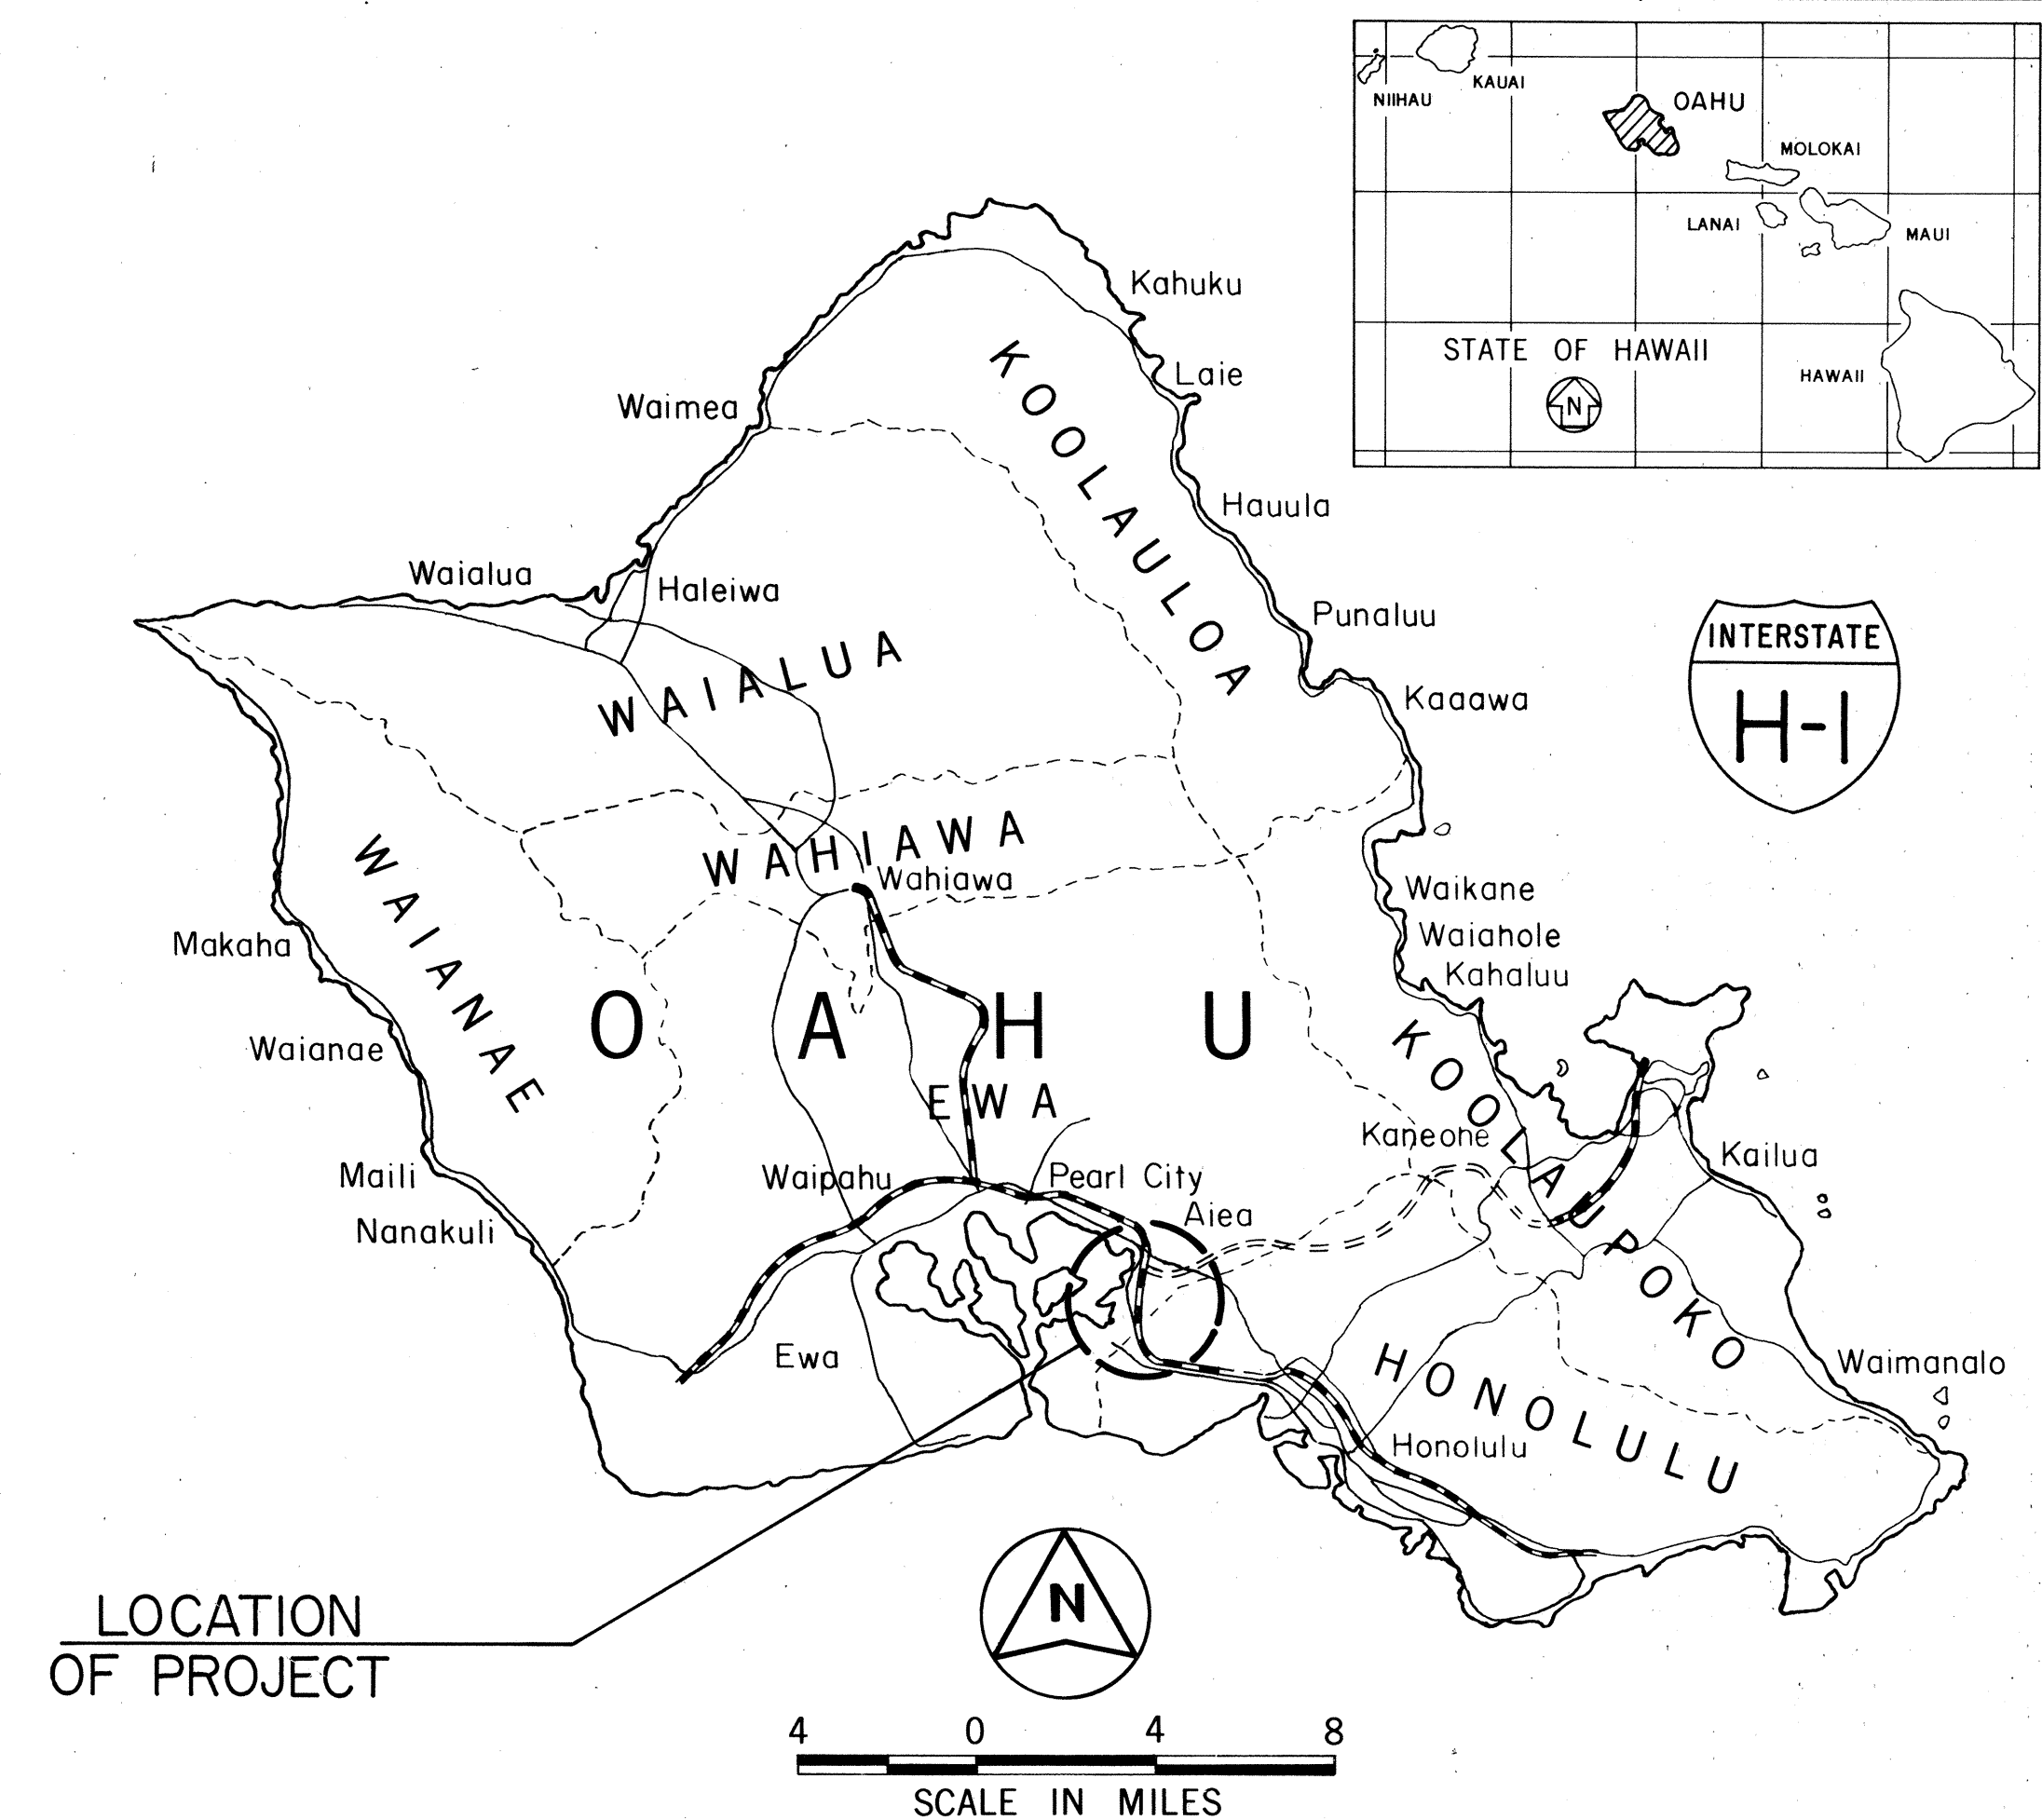 NIIHAU
KAUAI
OAHU
MOLOKAI
LANAI
MAUI
HAWAII
STATE OF HAWAII
N
INTERSTATE
H-1
Kahuku
Laie
Waimea
KOOLAULOA
Hauula
Waialua
Haleiwa
Punaluu
WAIALUA
Kaaawa
WAHIAWA
Wahiawa
WAIANAE
Waikane
Waiahole
Kahaluu
Makaha
OAHU
KOOLAUPOKO
Waianae
EWA
Kaneohe
Kailua
Maili
Waipahu
Pearl City
Aiea
Nanakuli
Ewa
HONOLULU
Waimanalo
Honolulu
LOCATION
OF PROJECT
N
4 0 4 8
SCALE IN MILES